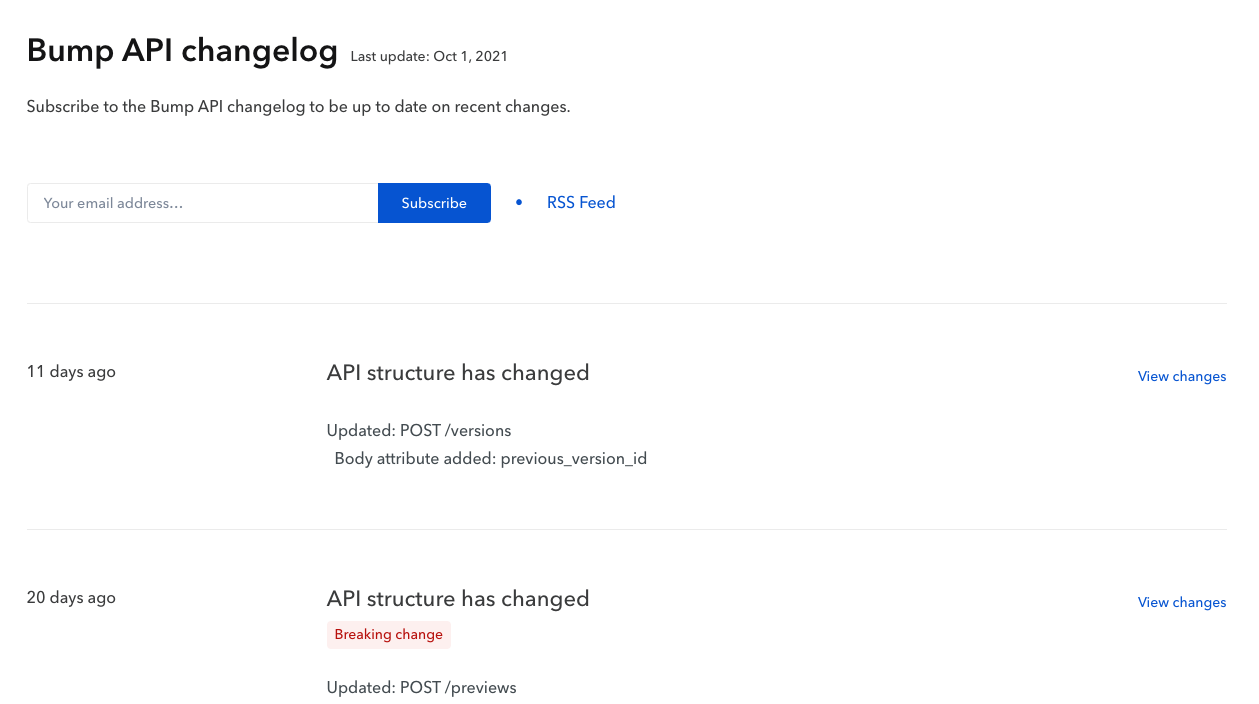 Bump API changelog Last update: Oct 1, 2021
Subscribe to the Bump API changelog to be up to date on recent changes.
Your email address... Subscribe • RSS Feed
11 days ago API structure has changed View changes
Updated: POST /versions
Body attribute added: previous_version_id
20 days ago API structure has changed View changes
Breaking change
Updated: POST /previews